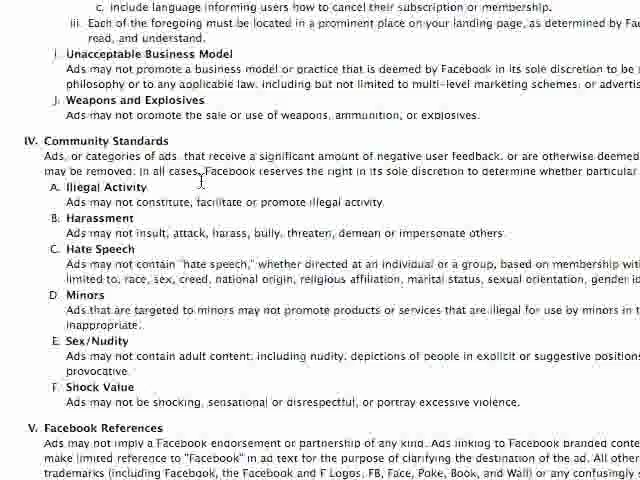 c. include language informing users how to cancel their subscription or membership.
iii. Each of the foregoing must be located in a prominent place on your landing page, as determined by Fa
read, and understand.
I. Unacceptable Business Model
Ads may not promote a business model or practice that is deemed by Facebook in its sole discretion to be
philosophy or to any applicable law, including but not limited to multi-level marketing schemes, or advertis
J. Weapons and Explosives
Ads may not promote the sale or use of weapons, ammunition, or explosives.
IV. Community Standards
Ads, or categories of ads, that receive a significant amount of negative user feedback, or are otherwise deemed
may be removed. In all cases, Facebook reserves the right in its sole discretion to determine whether particular
A. Illegal Activity
Ads may not constitute, facilitate or promote illegal activity.
B. Harassment
Ads may not insult, attack, harass, bully, threaten, demean or impersonate others.
C. Hate Speech
Ads may not contain "hate speech," whether directed at an individual or a group, based on membership wit
limited to, race, sex, creed, national origin, religious affiliation, marital status, sexual orientation, gender id
D. Minors
Ads that are targeted to minors may not promote products or services that are illegal for use by minors in t
inappropriate.
E. Sex/Nudity
Ads may not contain adult content, including nudity, depictions of people in explicit or suggestive positions
provocative.
F. Shock Value
Ads may not be shocking, sensational or disrespectful, or portray excessive violence.
V. Facebook References
Ads may not imply a Facebook endorsement or partnership of any kind. Ads linking to Facebook branded conte
make limited reference to "Facebook" in ad text for the purpose of clarifying the destination of the ad. All other
trademarks (including Facebook, the Facebook and F Logos, FB, Face, Poke, Book, and Wall) or any confusingly